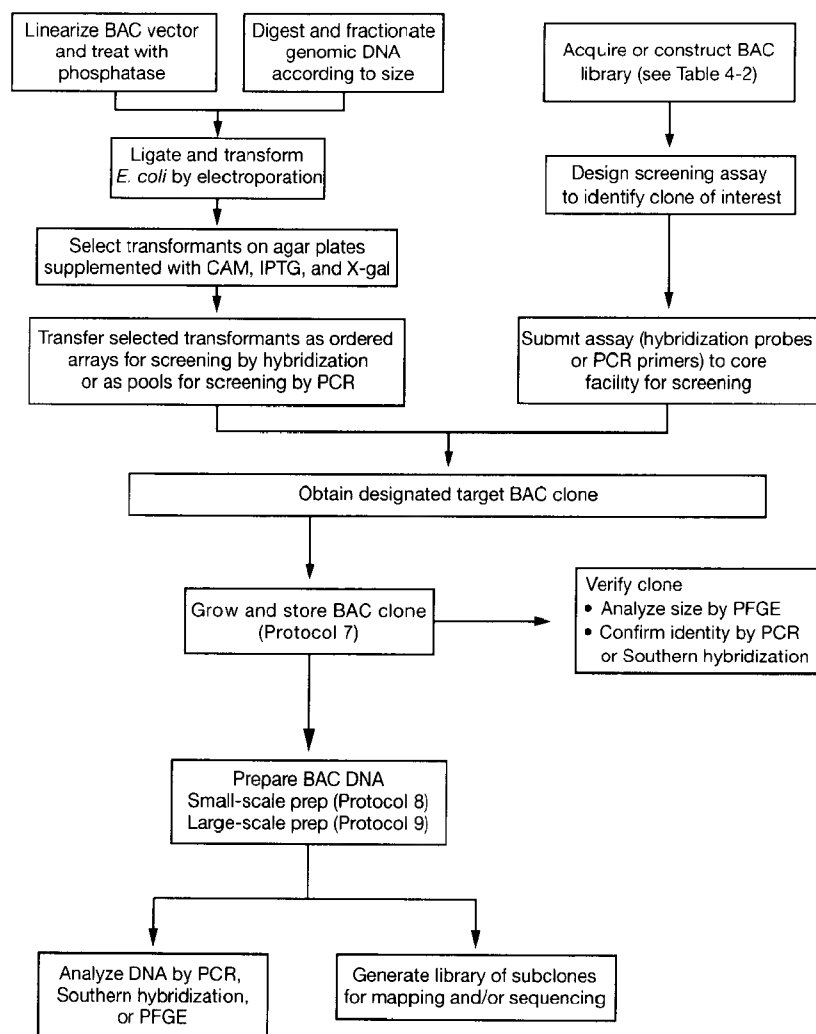 Linearize BAC vector
and treat with
phosphatase
Digest and fractionate
genomic DNA
according to size
Acquire or construct BAC
library (see Table 4-2)
Ligate and transform
E. coli by electroporation
Design screening assay
to identify clone of interest
Select transformants on agar plates
supplemented with CAM, IPTG, and X-gal
Transfer selected transformants as ordered
arrays for screening by hybridization
or as pools for screening by PCR
Submit assay (hybridization probes
or PCR primers) to core
facility for screening
Obtain designated target BAC clone
Grow and store BAC clone
(Protocol 7)
Verify clone
• Analyze size by PFGE
• Confirm identity by PCR
or Southern hybridization
Prepare BAC DNA
Small-scale prep (Protocol 8)
Large-scale prep (Protocol 9)
Analyze DNA by PCR,
Southern hybridization,
or PFGE
Generate library of subclones
for mapping and/or sequencing